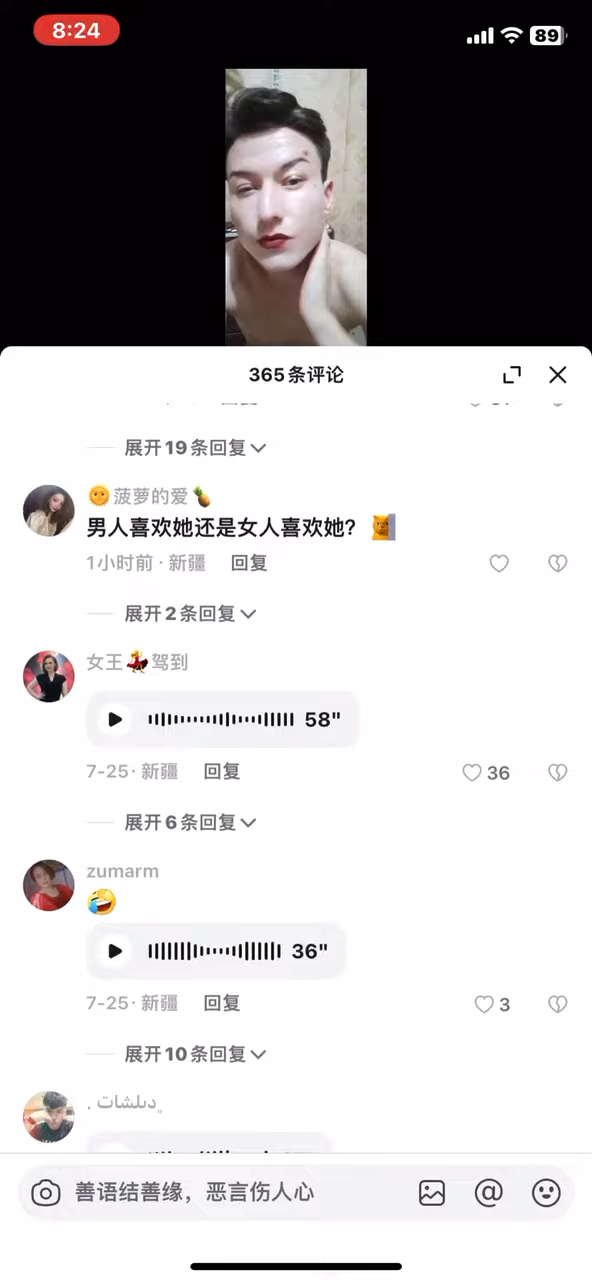 8:24
89
365条评论
展开19条回复
🌞菠萝的爱🍍
男人喜欢她还是女人喜欢她？
1小时前 · 新疆 回复
展开2条回复
女王💃驾到
58"
7-25 · 新疆 回复 36
展开6条回复
zumarm
🤣
36"
7-25 · 新疆 回复 3
展开10条回复
دىلشات
善语结善缘，恶言伤人心